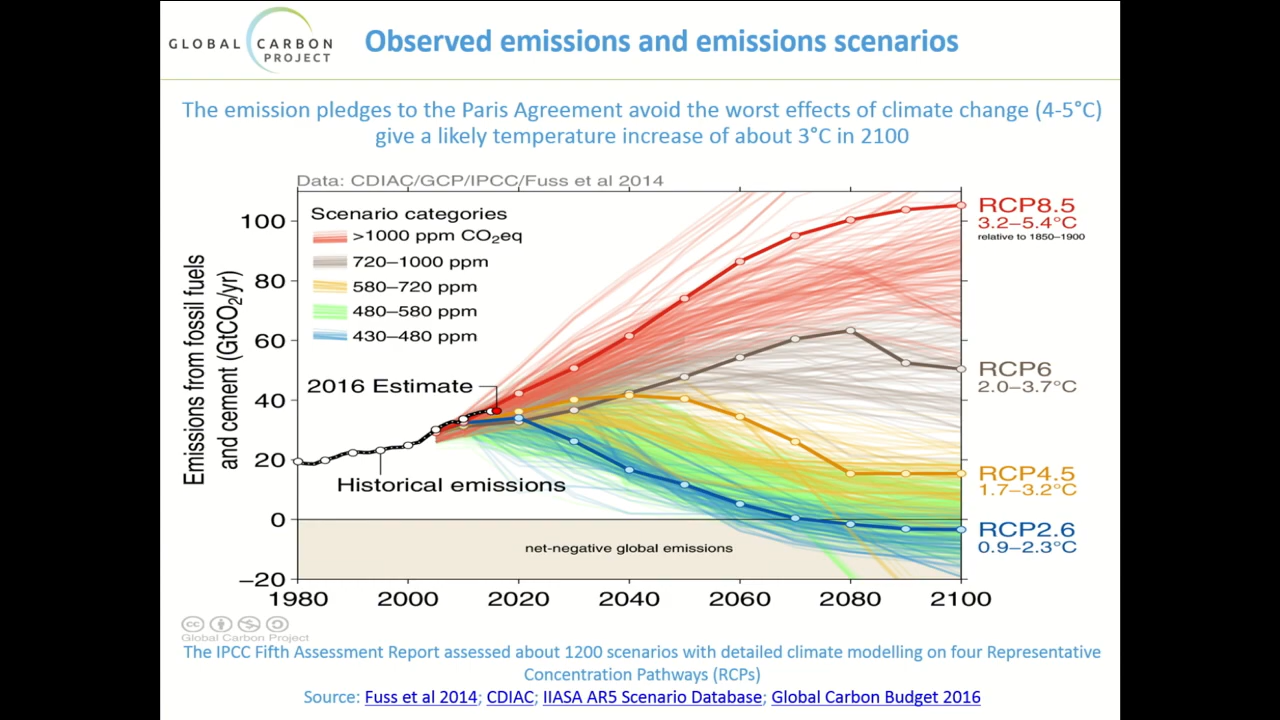 GLOBAL CARBON
PROJECT
Observed emissions and emissions scenarios
The emission pledges to the Paris Agreement avoid the worst effects of climate change (4-5°C)
give a likely temperature increase of about 3°C in 2100
Data: CDIAC/GCP/IPCC/Fuss et al 2014
Scenario categories
>1000 ppm CO₂eq
720–1000 ppm
580–720 ppm
480–580 ppm
430–480 ppm
Emissions from fossil fuels
and cement (GtCO₂/yr)
100
80
60
40
20
0
−20
2016 Estimate
Historical emissions
net-negative global emissions
RCP8.5
3.2–5.4°C
relative to 1850–1900
RCP6
2.0–3.7°C
RCP4.5
1.7–3.2°C
RCP2.6
0.9–2.3°C
1980 2000 2020 2040 2060 2080 2100
cc
Global Carbon Project
The IPCC Fifth Assessment Report assessed about 1200 scenarios with detailed climate modelling on four Representative
Concentration Pathways (RCPs)
Source: Fuss et al 2014; CDIAC; IIASA AR5 Scenario Database; Global Carbon Budget 2016